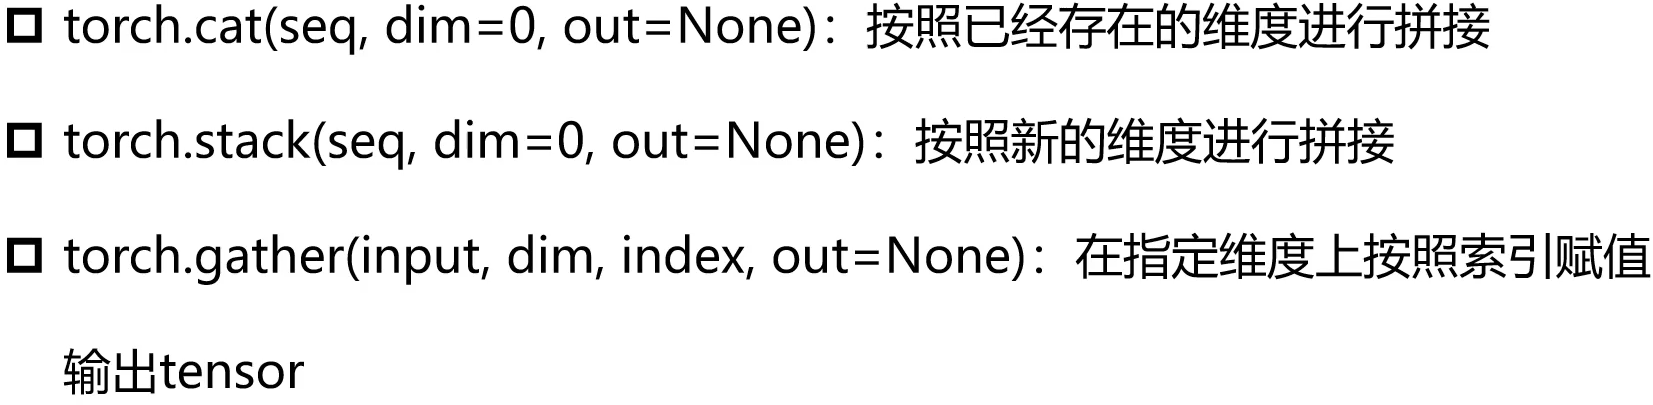 torch.cat(seq, dim=0, out=None)：按照已经存在的维度进行拼接
torch.stack(seq, dim=0, out=None)：按照新的维度进行拼接
torch.gather(input, dim, index, out=None)：在指定维度上按照索引赋值
输出tensor